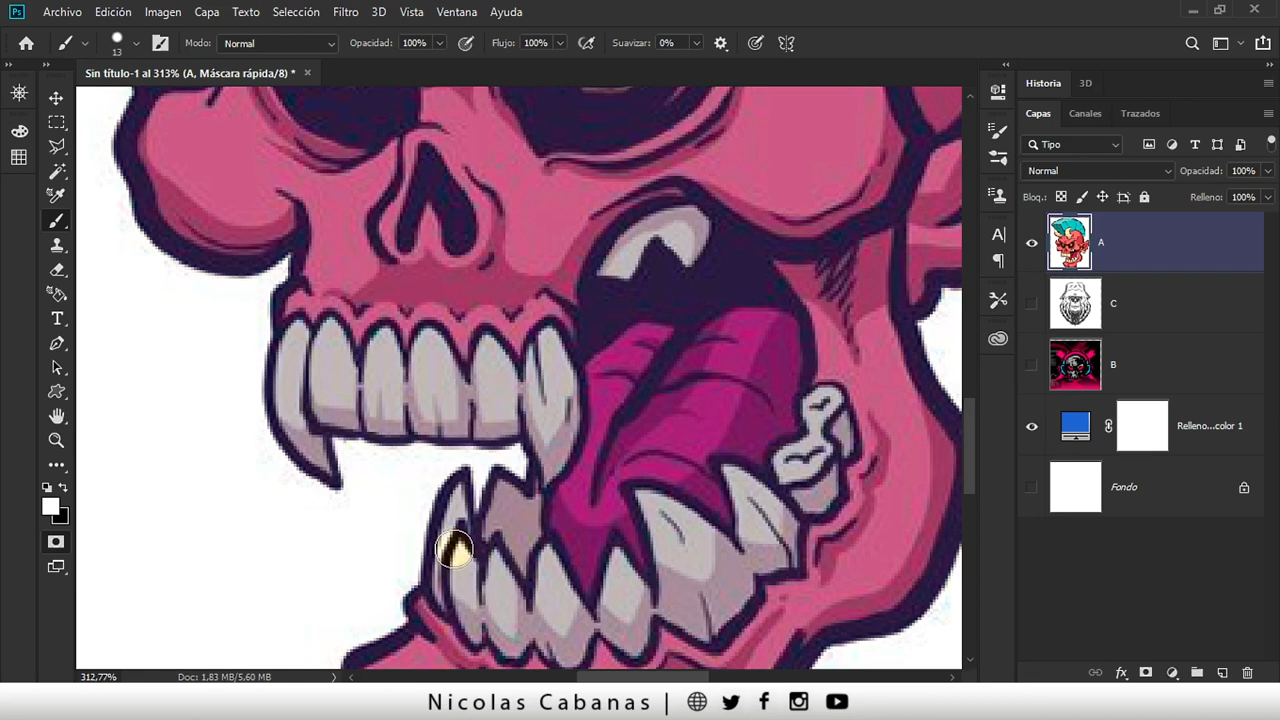 Ps Archivo Edición Imagen Capa Texto Selección Filtro 3D Vista Ventana Ayuda
13 Modo: Normal Opacidad: 100% Flujo: 100% Suavizar: 0%
Sin título-1 al 313% (A, Máscara rápida/8) *
Historia 3D
Capas Canales Trazados
Tipo
Normal Opacidad: 100%
Bloq.: Relleno: 100%
A
C
B
Relleno...color 1
Fondo
312,77% Doc: 1,83 MB/5,60 MB
Nicolas Cabanas |